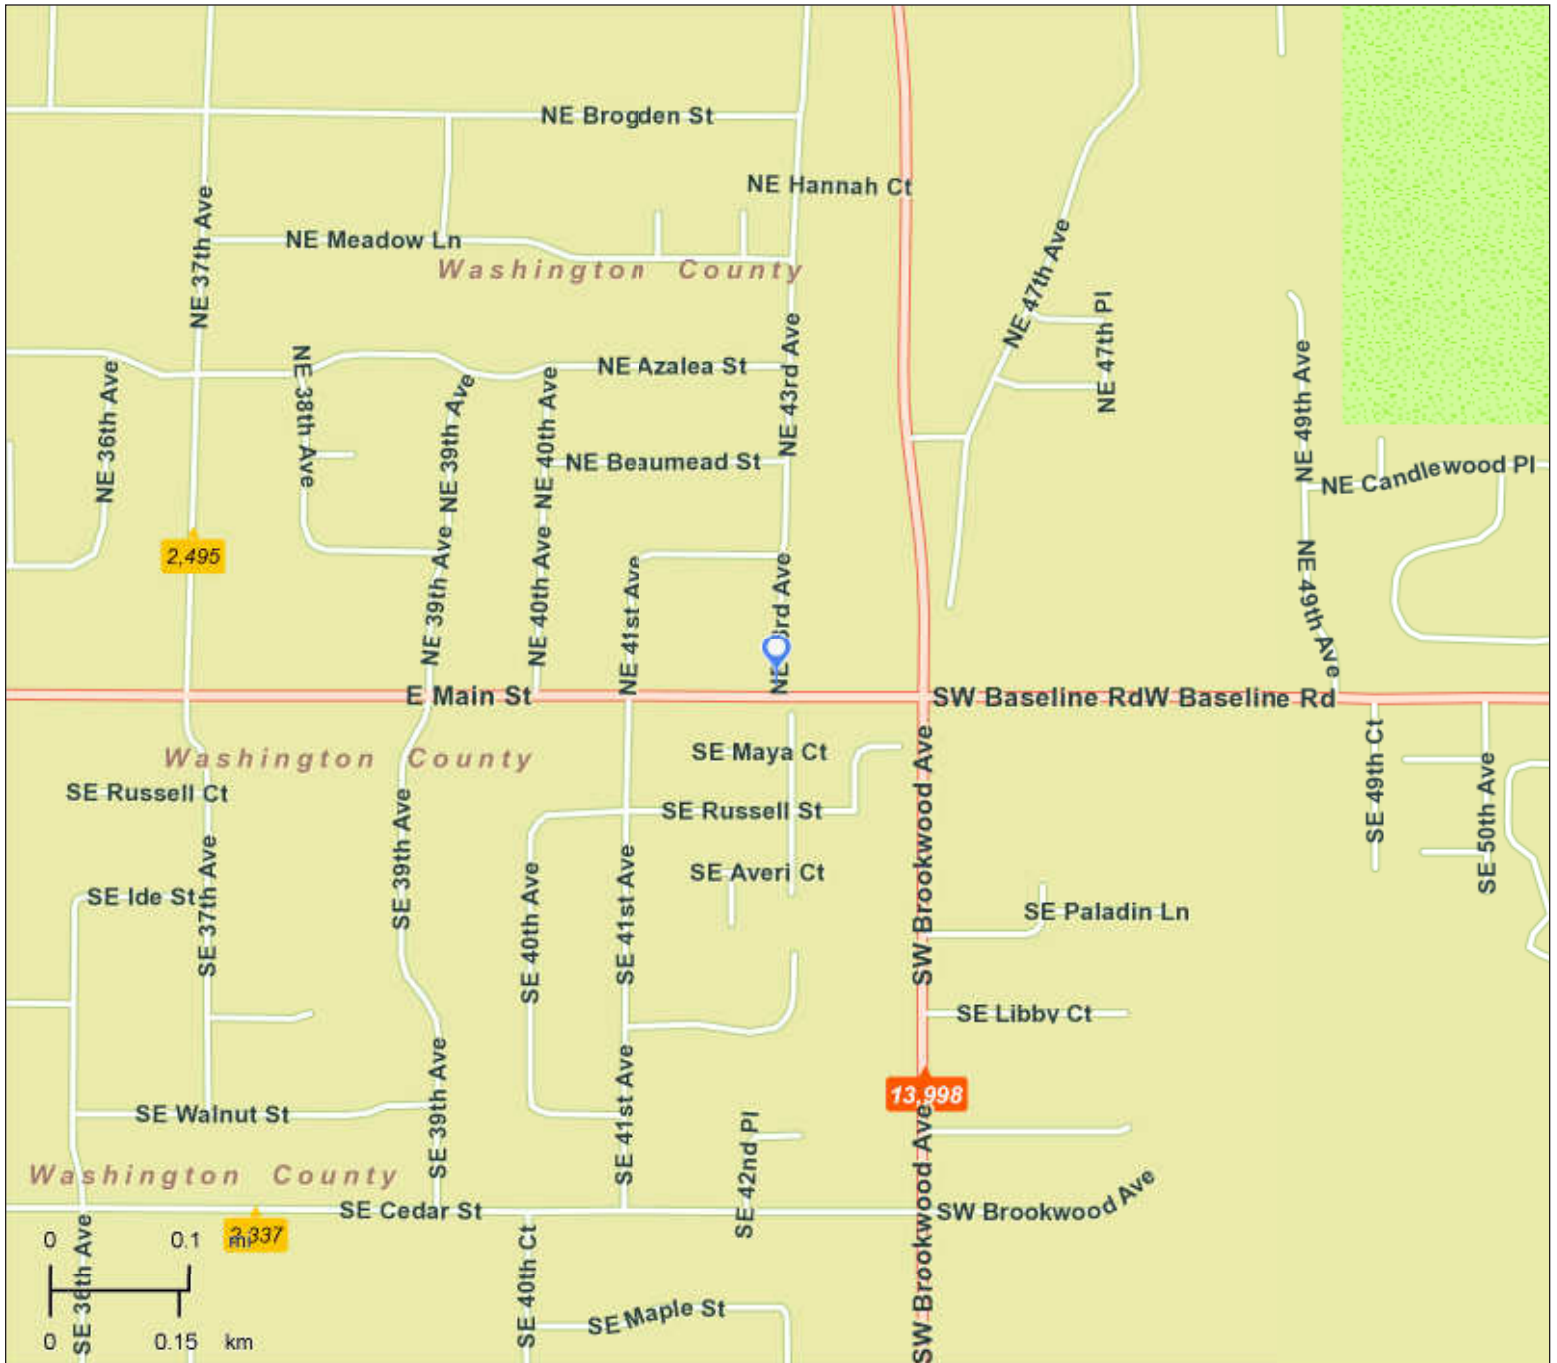 NE Brogden St
NE Hannah Ct
NE 37th Ave
NE Meadow Ln
Washington County
NE 47th Ave
NE 47th Pl
NE 43rd Ave
NE 36th Ave
NE 38th Ave
NE Azalea St
NE 39th Ave
NE 40th Ave
NE 49th Ave
NE Beaumead St
NE Candlewood Pl
2,495
NE 39th Ave
NE 40th Ave
NE 41st Ave
NE rd Ave
NE 49th Ave
E Main St
SW Baseline Rd
W Baseline Rd
Washington County
SE Maya Ct
SE Russell Ct
SE Russell St
SE 39th Ave
SW Brookwood Ave
SE 49th Ct
SE 50th Ave
SE Averi Ct
SE Ide St
SE 37th Ave
SE 40th Ave
SE 41st Ave
SE Paladin Ln
SE Libby Ct
13,998
SE Walnut St
SE 39th Ave
SE 41st Ave
SE 42nd Pl
SW Brookwood Ave
Washington County
SE Cedar St
SW Brookwood Ave
2,337
0 0.1 mi
SE 36th Ave
SE 40th Ct
SE Maple St
0 0.15 km